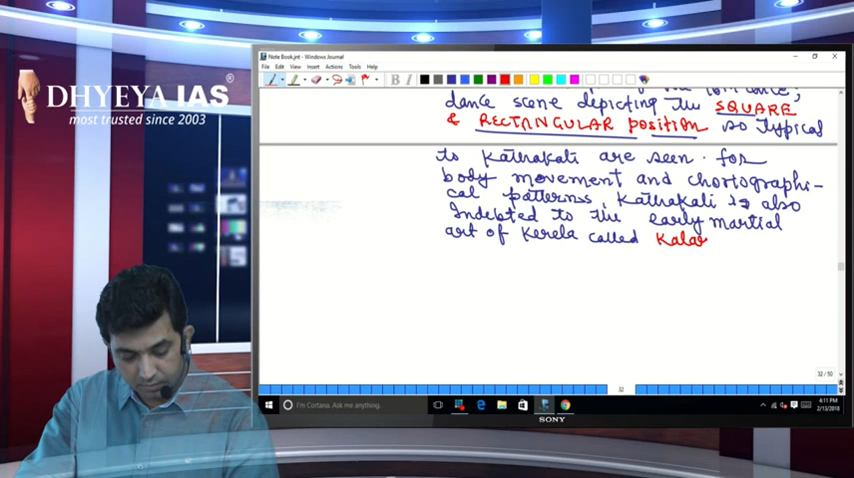 DHYEYA IAS®
most trusted since 2003
Note Book.jnt - Windows Journal
File Edit View Insert Actions Tools Help
B I
dance scene depicting the SQUARE
& RECTANGULAR position so typical
to Kathakali are seen. for
body movement and choriographi-
cal patterns, Kathakali is also
Indebted to the early martial
art of Kerela called Kalar
32 / 50
32
I'm Cortana. Ask me anything.
4:11 PM
2/13/2018
SONY